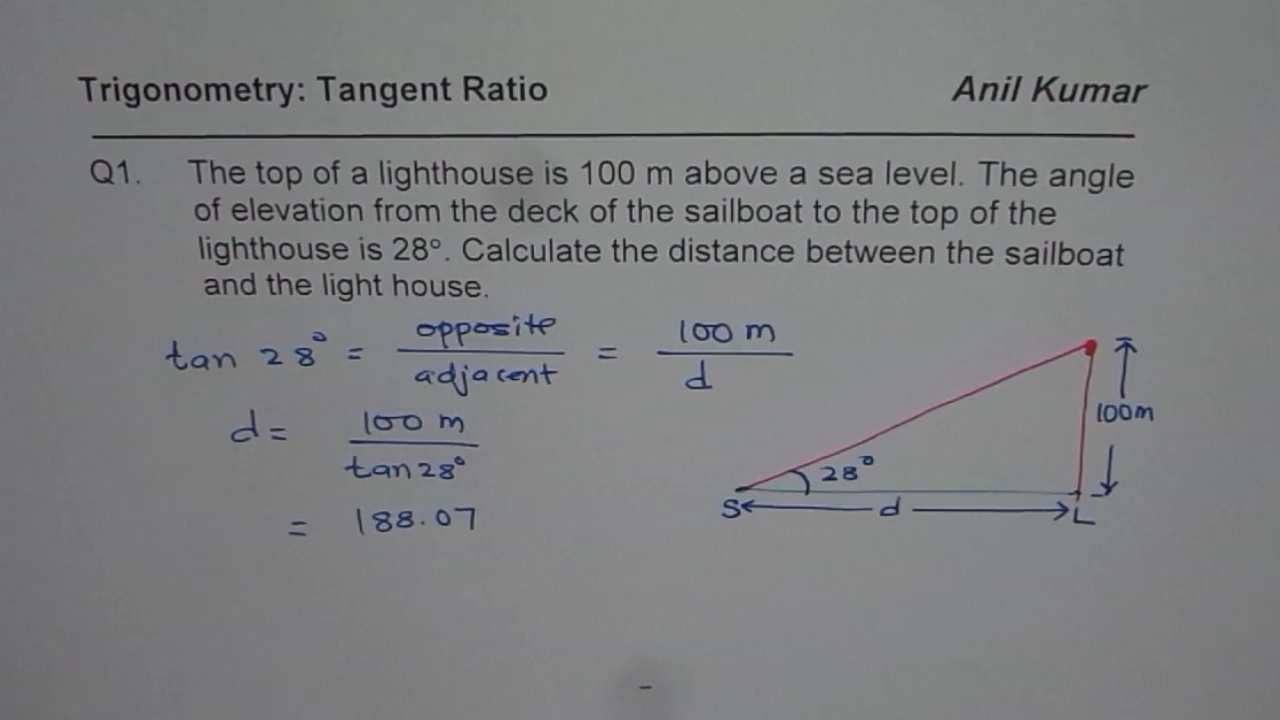 Trigonometry: Tangent Ratio Anil Kumar
Q1. The top of a lighthouse is 100 m above a sea level. The angle
of elevation from the deck of the sailboat to the top of the
lighthouse is 28°. Calculate the distance between the sailboat
and the light house.
tan 28° = opposite/adjacent = 100 m/d
d = 100 m/tan 28°
= 188.07
100m
28°
S d L